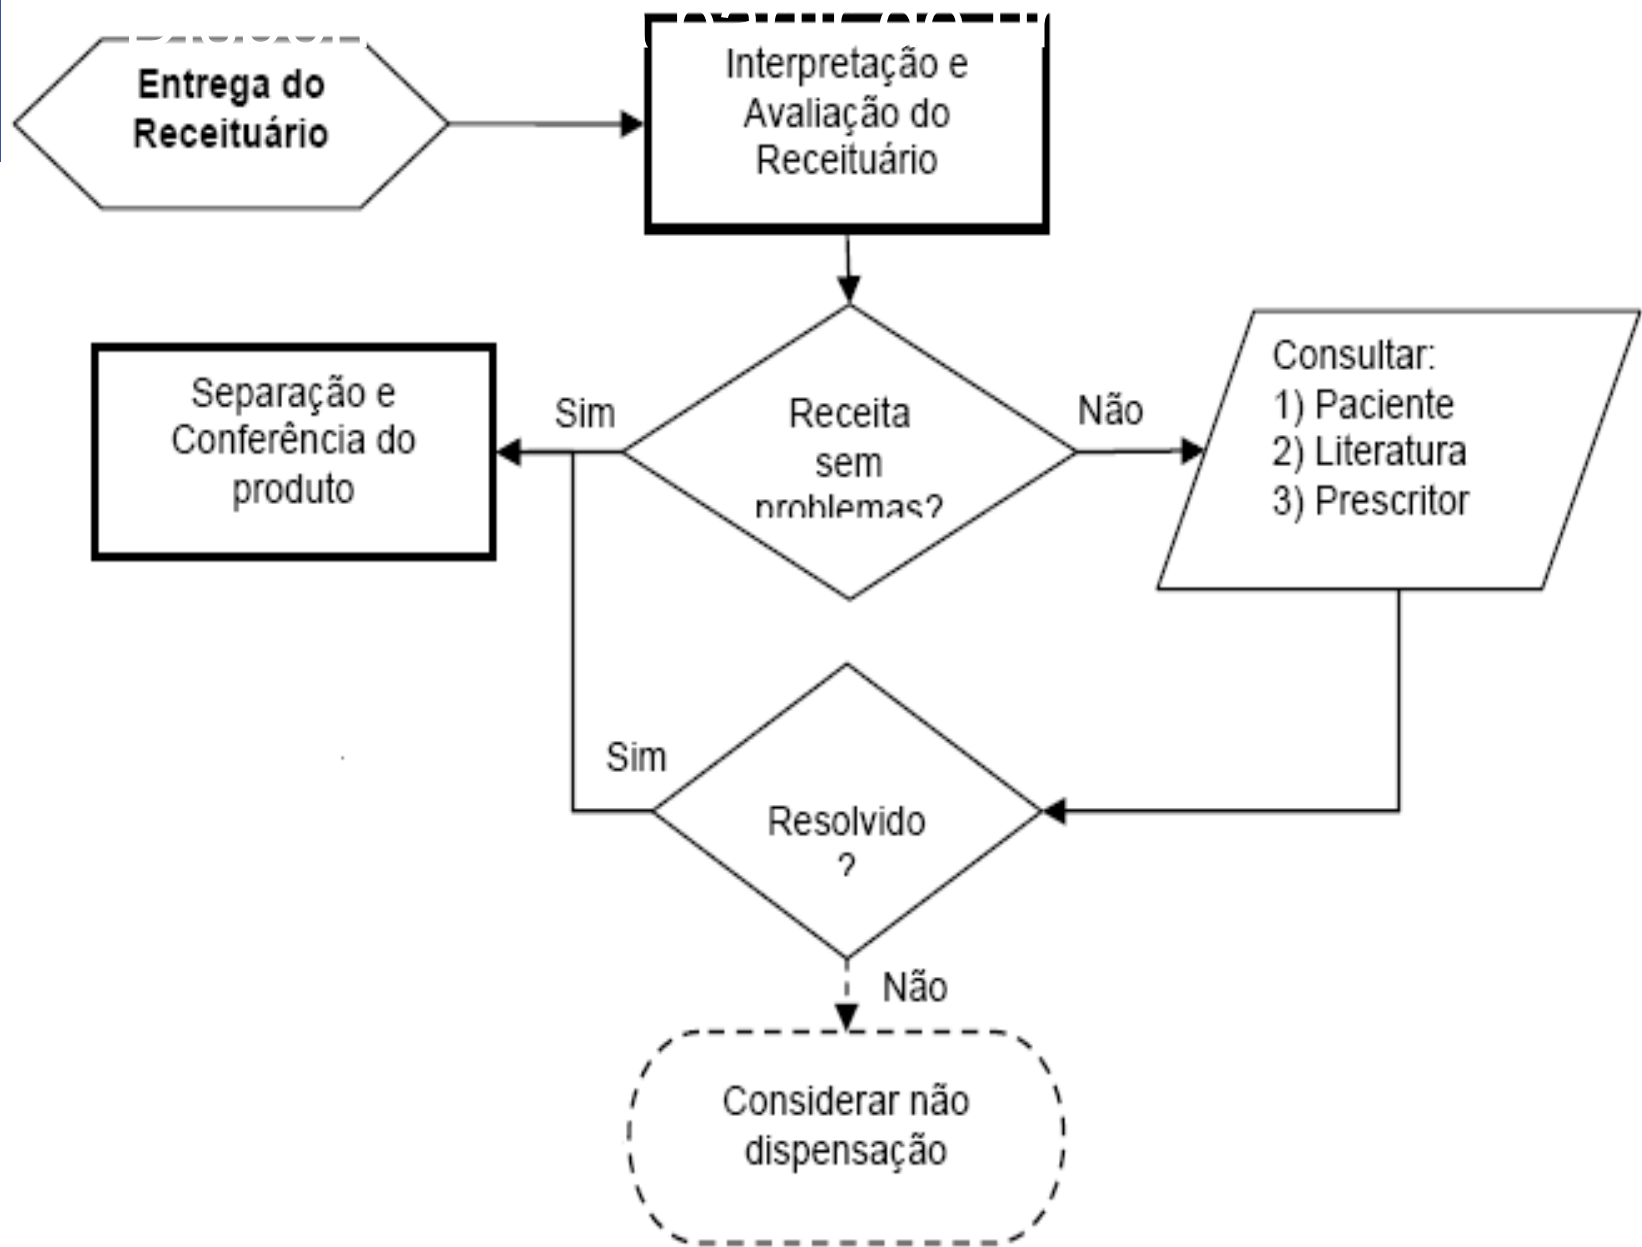 Entrega do
Receituário
Interpretação e
Avaliação do
Receituário
Receita
sem
problemas?
Sim
Não
Separação e
Conferência do
produto
Consultar:
1) Paciente
2) Literatura
3) Prescritor
Sim
Resolvido
?
Não
Considerar não
dispensação